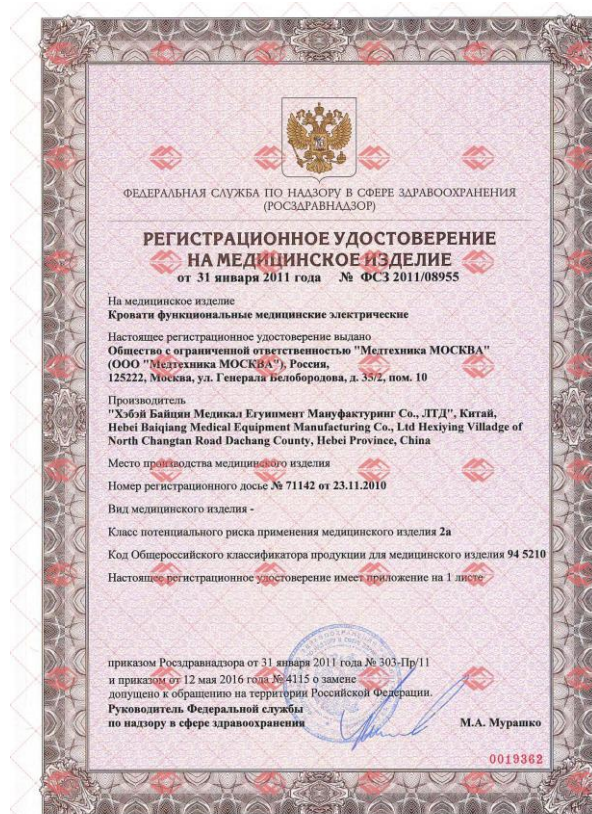 ФЕДЕРАЛЬНАЯ СЛУЖБА ПО НАДЗОРУ В СФЕРЕ ЗДРАВООХРАНЕНИЯ
(РОСЗДРАВНАДЗОР)
РЕГИСТРАЦИОННОЕ УДОСТОВЕРЕНИЕ
НА МЕДИЦИНСКОЕ ИЗДЕЛИЕ
от 31 января 2011 года № ФСЗ 2011/08955
На медицинское изделие
Кровати функциональные медицинские электрические
Настоящее регистрационное удостоверение выдано
Общество с ограниченной ответственностью "Медтехника МОСКВА"
(ООО "Медтехника МОСКВА"), Россия,
125222, Москва, ул. Генерала Белобородова, д. 35/2, пом. 10
Производитель
"Хэбэй Байцян Медикал Егуипмент Мануфактуринг Со., ЛТД", Китай,
Hebei Baiqiang Medical Equipment Manufacturing Co., Ltd Hexiying Villadge of
North Changtan Road Dachang County, Hebei Province, China
Место производства медицинского изделия
Номер регистрационного досье № 71142 от 23.11.2010
Вид медицинского изделия -
Класс потенциального риска применения медицинского изделия 2а
Код Общероссийского классификатора продукции для медицинского изделия 94 5210
Настоящее регистрационное удостоверение имеет приложение на 1 листе
приказом Росздравнадзора от 31 января 2011 года № 303-Пр/11
и приказом от 12 мая 2016 года № 4115 о замене
допущено к обращению на территории Российской Федерации.
Руководитель Федеральной службы
по надзору в сфере здравоохранения
М.А. Мурашко
0019362